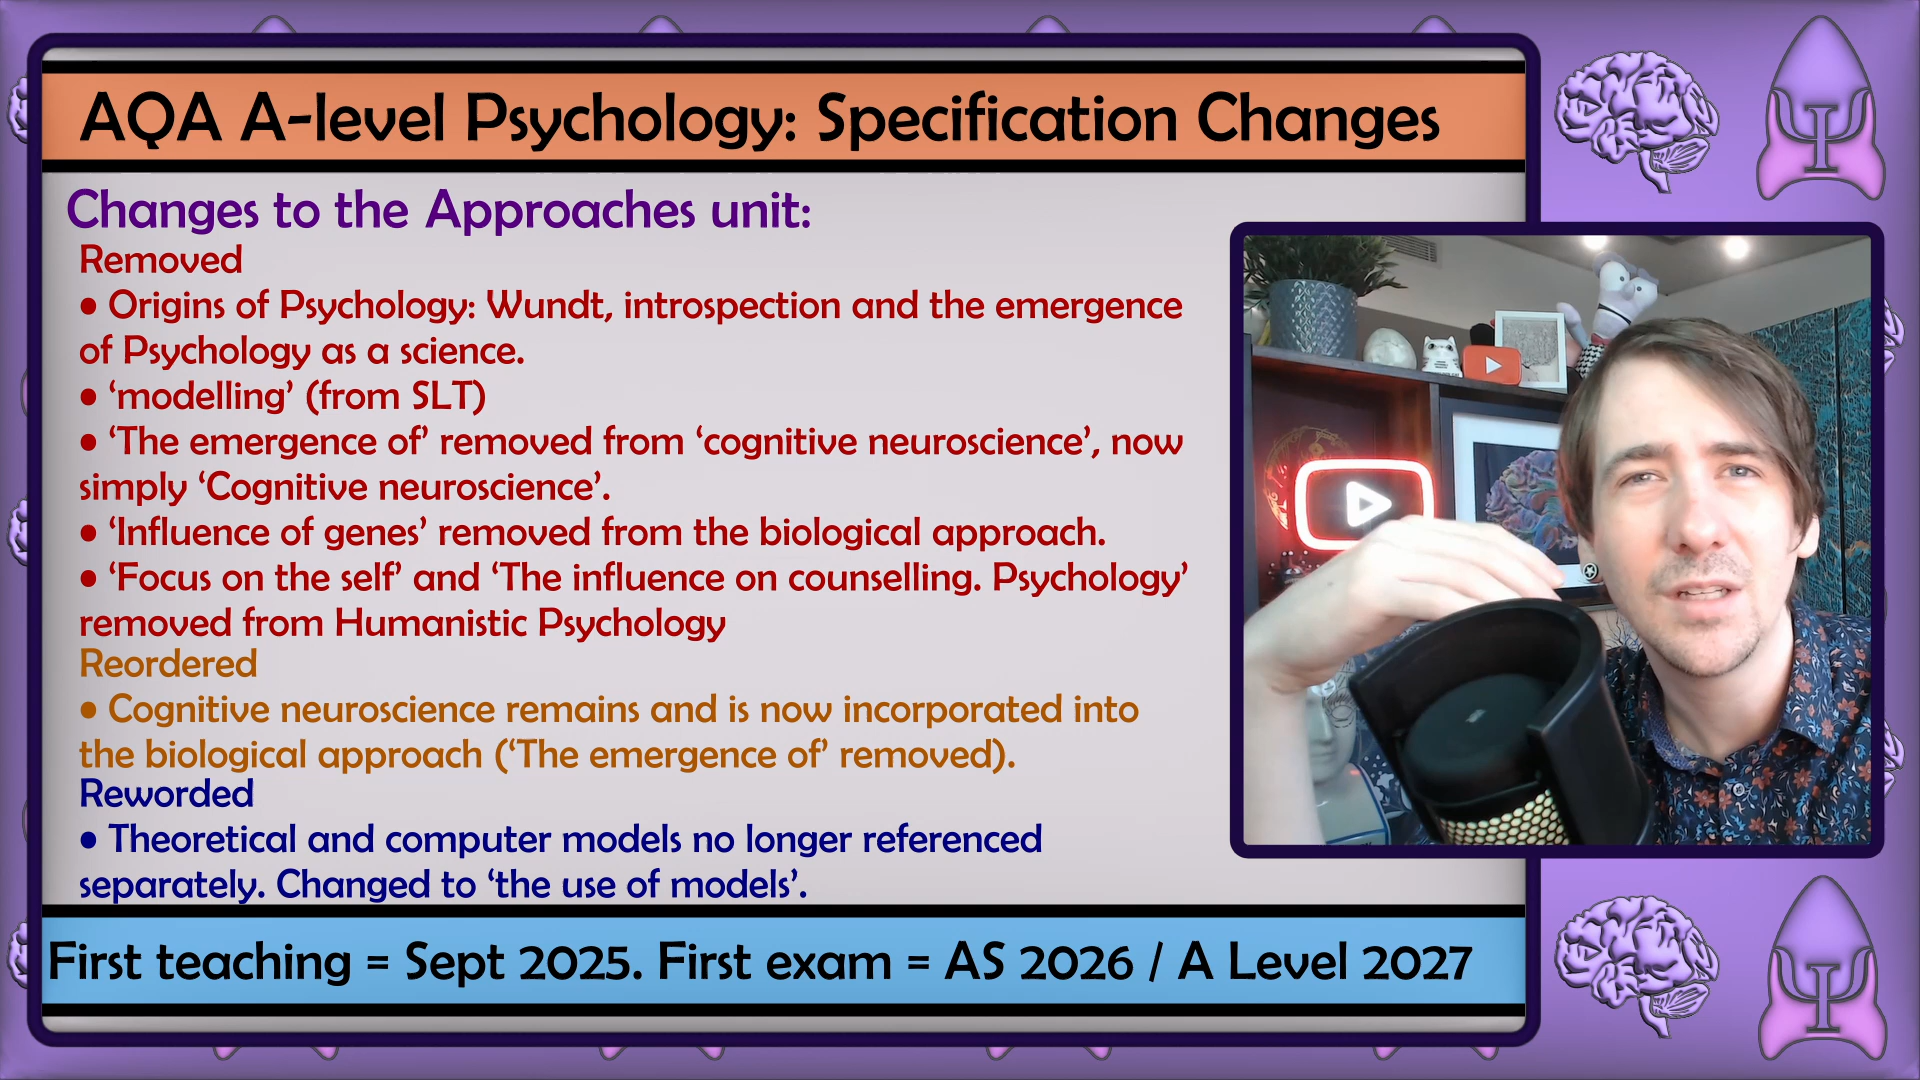 AQA A-level Psychology: Specification Changes
Changes to the Approaches unit:
Removed
• Origins of Psychology: Wundt, introspection and the emergence
of Psychology as a science.
• ‘modelling’ (from SLT)
• ‘The emergence of’ removed from ‘cognitive neuroscience’, now
simply ‘Cognitive neuroscience’.
• ‘Influence of genes’ removed from the biological approach.
• ‘Focus on the self’ and ‘The influence on counselling. Psychology’
removed from Humanistic Psychology
Reordered
• Cognitive neuroscience remains and is now incorporated into
the biological approach (‘The emergence of’ removed).
Reworded
• Theoretical and computer models no longer referenced
separately. Changed to ‘the use of models’.
First teaching = Sept 2025. First exam = AS 2026 / A Level 2027